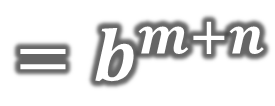 = b^{m+n}